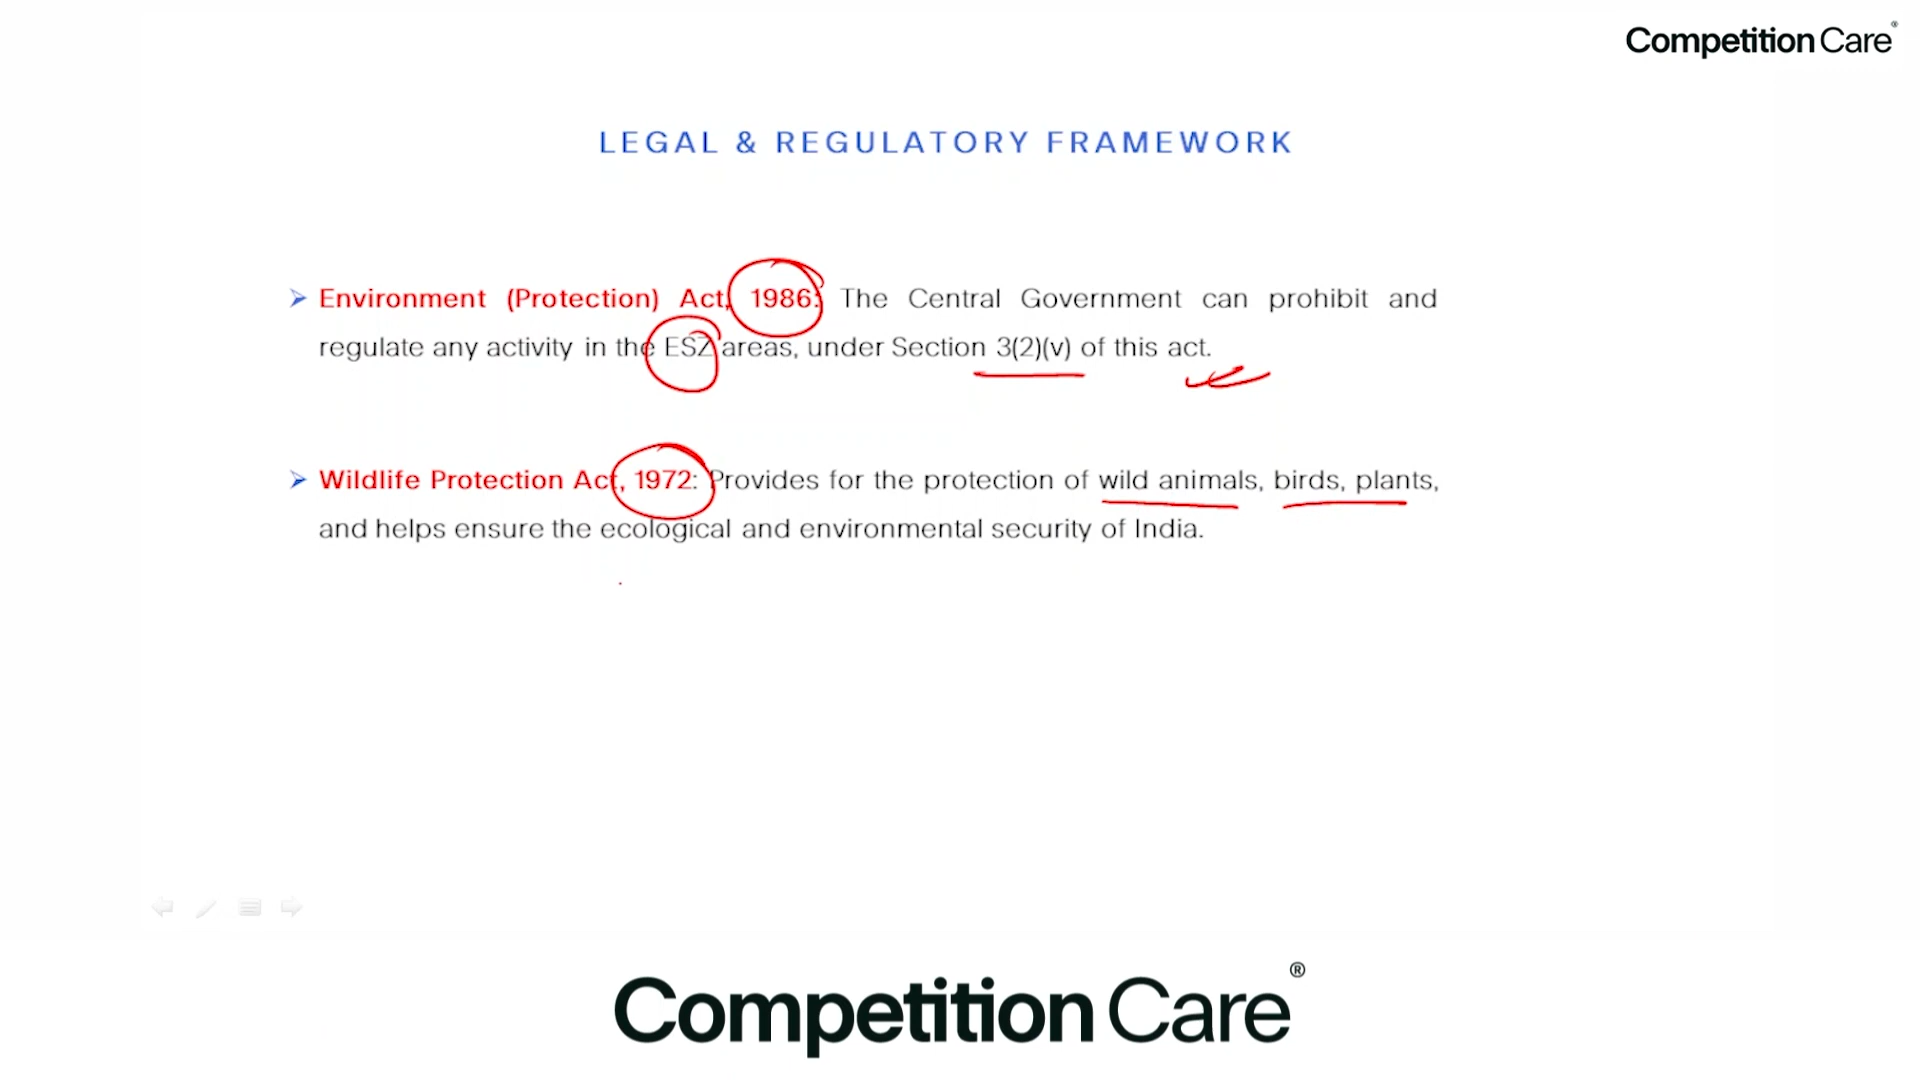 Competition Care®
LEGAL & REGULATORY FRAMEWORK
➢ Environment (Protection) Act, 1986: The Central Government can prohibit and
regulate any activity in the ESZ areas, under Section 3(2)(v) of this act.
➢ Wildlife Protection Act, 1972: Provides for the protection of wild animals, birds, plants,
and helps ensure the ecological and environmental security of India.
Competition Care®